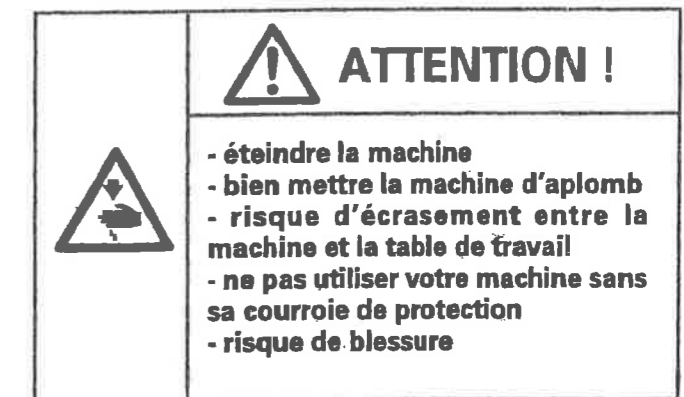 ATTENTION !
- éteindre la machine
- bien mettre la machine d'aplomb
- risque d'écrasement entre la
machine et la table de travail
- ne pas utiliser votre machine sans
sa courroie de protection
- risque de blessure